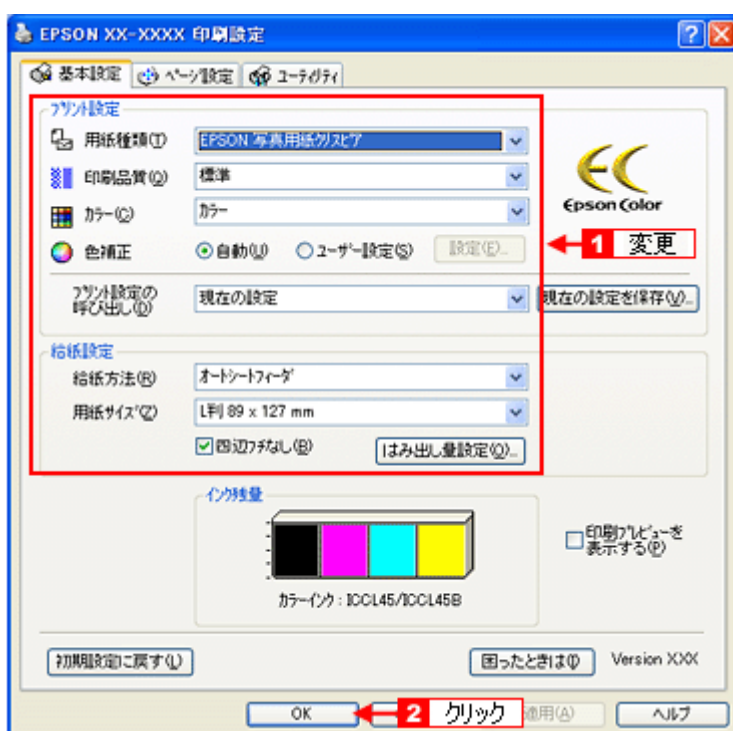 EPSON XX-XXXX 印刷設定
基本設定 ページ設定 ユーティリティ
プリント設定
用紙種類(T) EPSON 写真用紙クリスピア
印刷品質(Q) 標準
Epson Color
カラー(C) カラー
色補正 自動(U) ユーザー設定(S) 設定(E)...
1 変更
プリント設定の
呼び出し(D) 現在の設定 現在の設定を保存(V)...
給紙設定
給紙方法(R) オートシートフィーダ
用紙サイズ(Z) L判 89 x 127 mm
四辺フチなし(B) はみ出し量設定(O)...
インク残量
印刷プレビューを
表示する(P)
カラーインク : ICCL45/ICCL45B
初期設定に戻す(L) 困ったときは(I) Version X.XX
OK 2 クリック 適用(A) ヘルプ